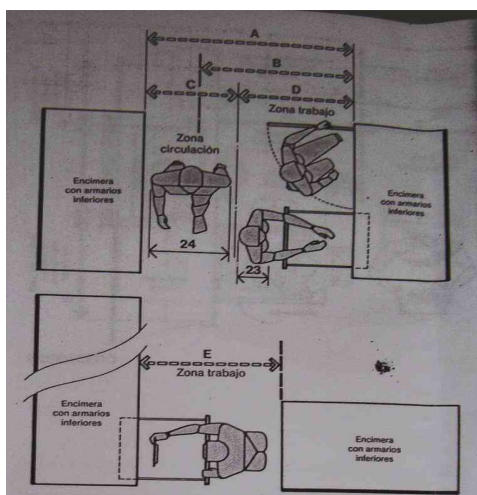 A
B
C
D
Zona trabajo
Zona
circulación
Encimera
con armarios
inferiores
Encimera
con armarios
inferiores
24
23
E
Zona trabajo
Encimera
con armarios
inferiores
Encimera
con armarios
inferiores